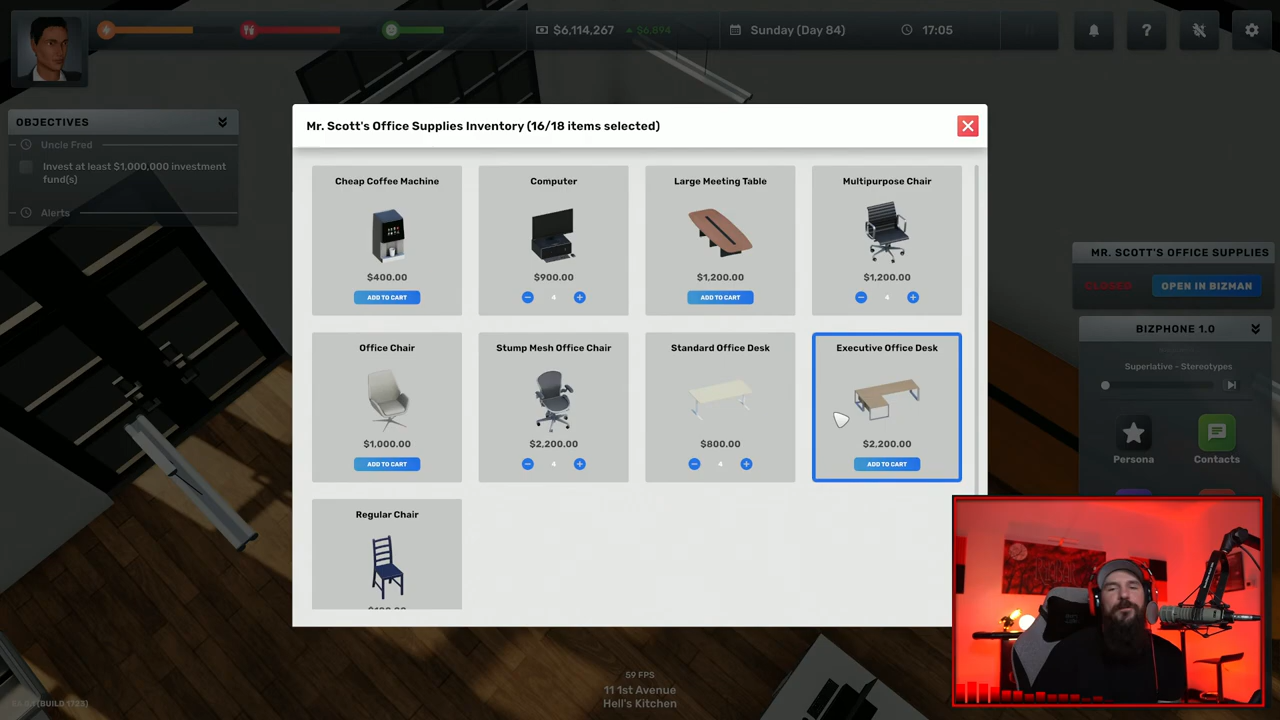 $6,114,267
$6,894
Sunday (Day 84)
17:05
?
OBJECTIVES
Uncle Fred
Invest at least $1,000,000 investment
fund(s)
Alerts
Mr. Scott's Office Supplies Inventory (16/18 items selected)
Cheap Coffee Machine
$400.00
ADD TO CART
Computer
$900.00
4
Large Meeting Table
$1,200.00
ADD TO CART
Multipurpose Chair
$1,200.00
4
Office Chair
$1,000.00
ADD TO CART
Stump Mesh Office Chair
$2,200.00
4
Standard Office Desk
$800.00
4
Executive Office Desk
$2,200.00
ADD TO CART
Regular Chair
MR. SCOTT'S OFFICE SUPPLIES
CLOSED
OPEN IN BIZMAN
BIZPHONE 1.0
Superlative - Stereotypes
Persona
Contacts
59 FPS
11 1st Avenue
Hell's Kitchen